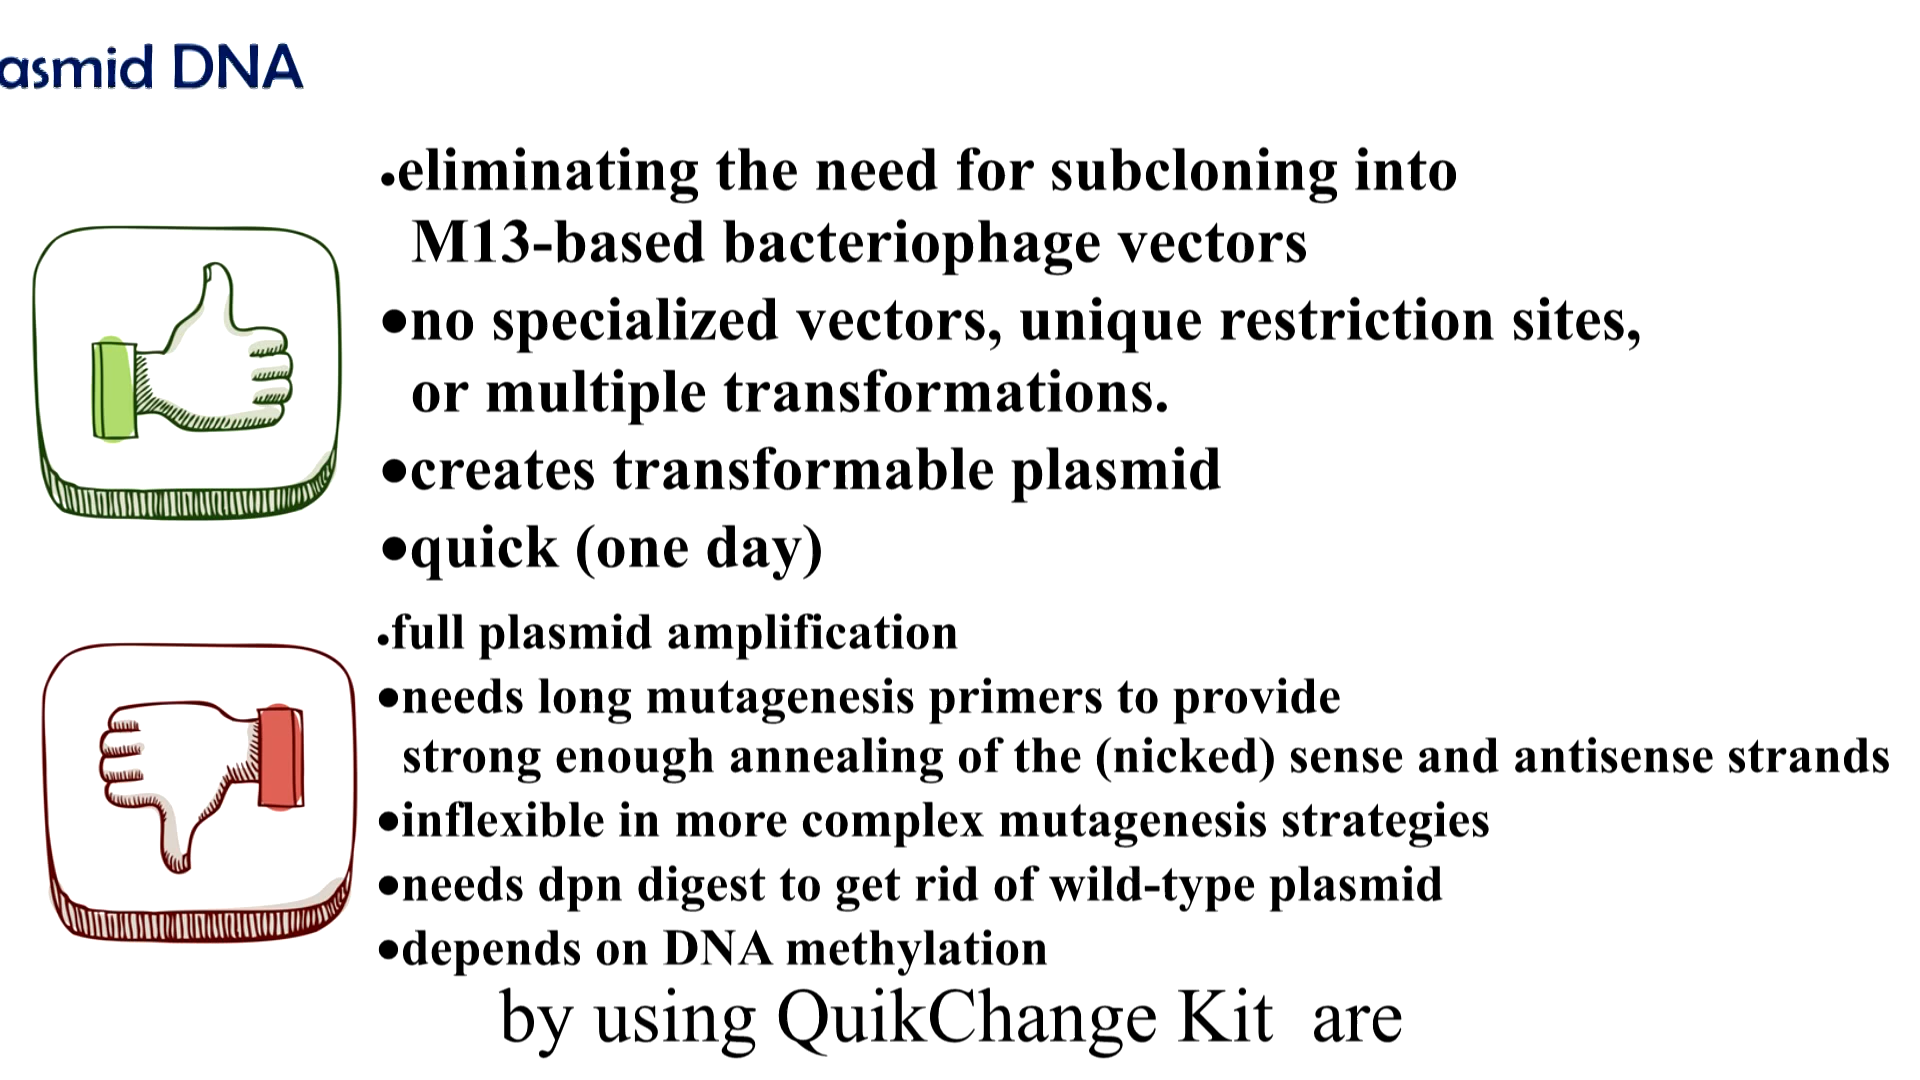 asmid DNA
•eliminating the need for subcloning into
M13-based bacteriophage vectors
•no specialized vectors, unique restriction sites,
or multiple transformations.
•creates transformable plasmid
•quick (one day)
•full plasmid amplification
•needs long mutagenesis primers to provide
strong enough annealing of the (nicked) sense and antisense strands
•inflexible in more complex mutagenesis strategies
•needs dpn digest to get rid of wild-type plasmid
•depends on DNA methylation
by using QuikChange Kit  are